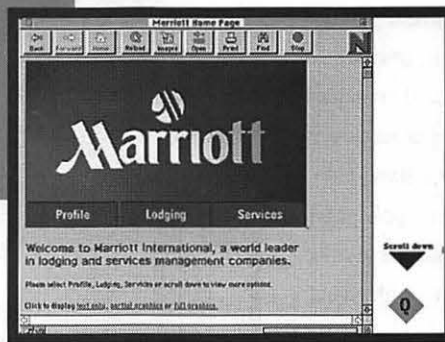 Marriott Home Page
Back Forward Home Reload Images Open Print Find Stop
N
Marriott
Profile Lodging Services
Welcome to Marriott International, a world leader
in lodging and services management companies.
Please select Profile, Lodging, Services or scroll down to view more options.
Click to display text only, partial graphics or full graphics.
Scroll down
Q